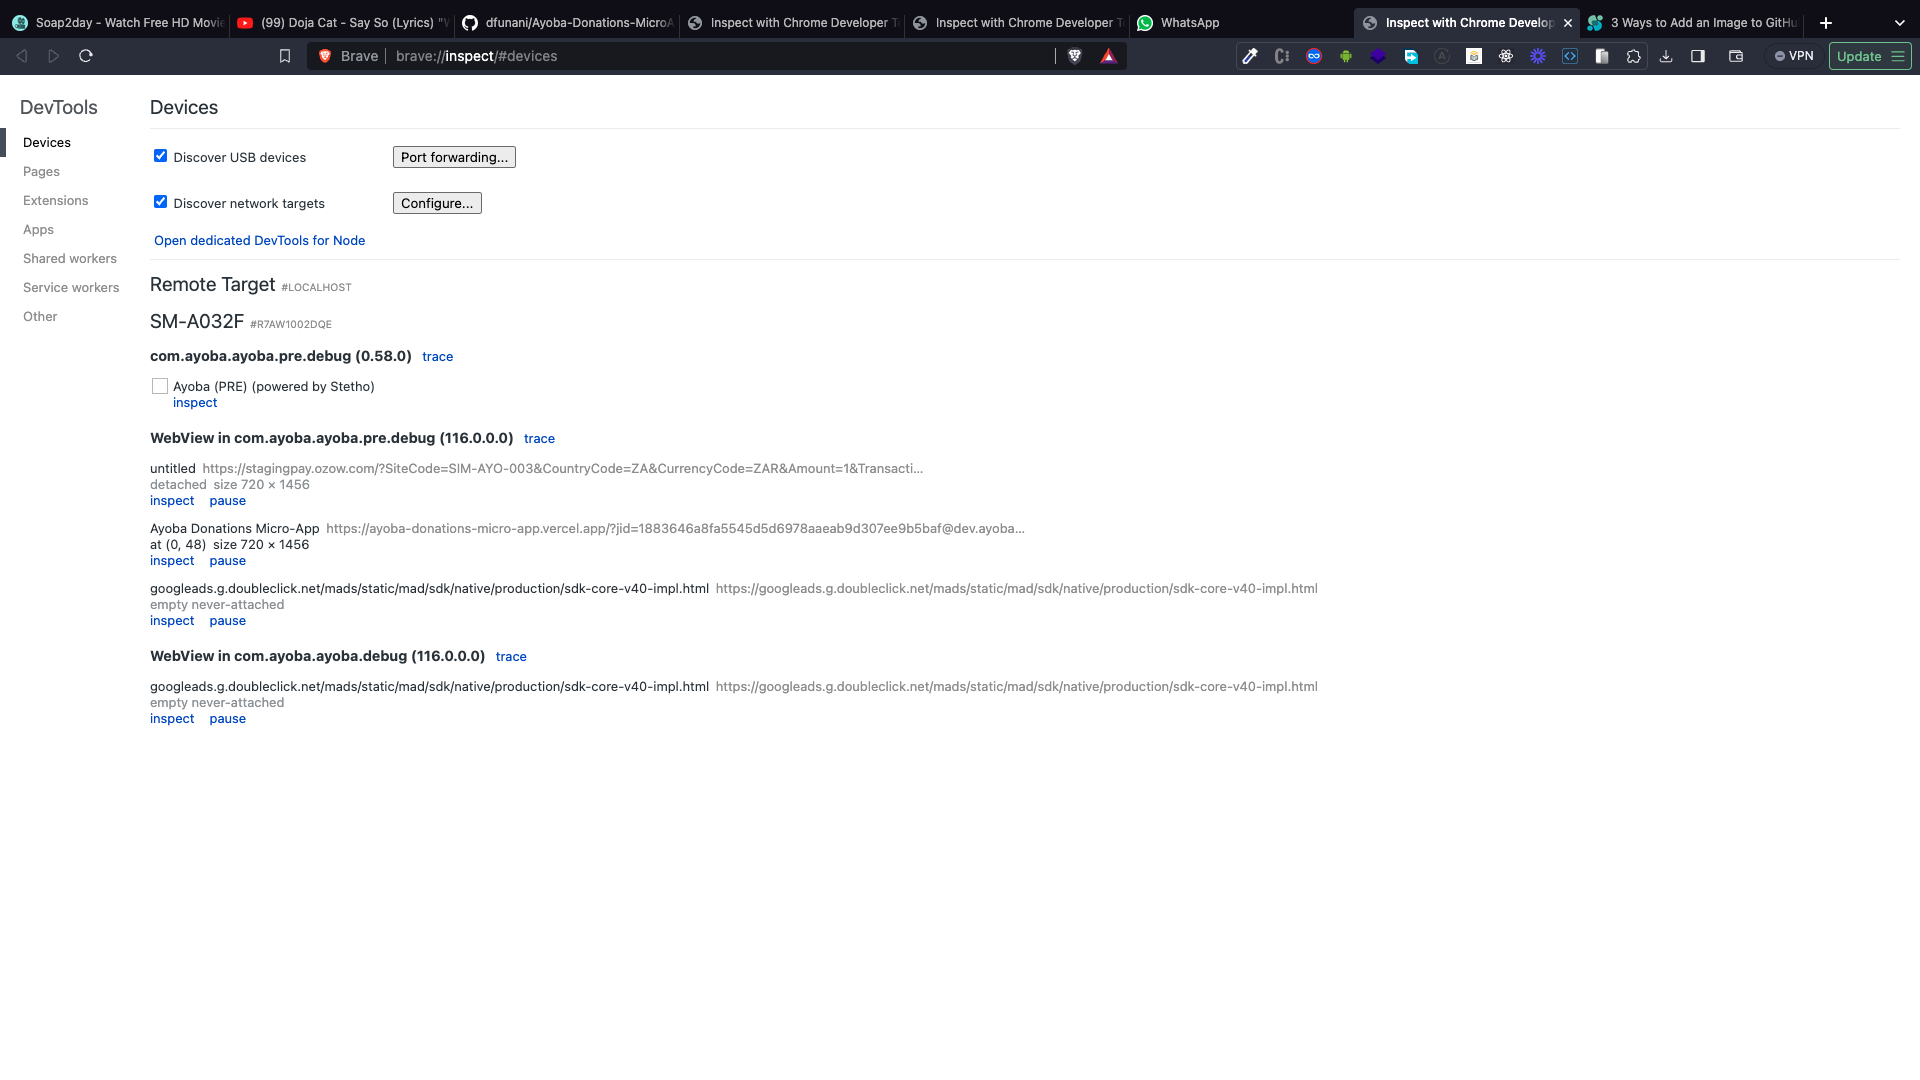 Soap2day - Watch Free HD Movie
(99) Doja Cat - Say So (Lyrics)
dfunani/Ayoba-Donations-MicroA
Inspect with Chrome Developer T
Inspect with Chrome Developer T
WhatsApp
Inspect with Chrome Develop
3 Ways to Add an Image to GitHu
Brave brave://inspect/#devices
VPN
Update
DevTools
Devices
Pages
Extensions
Apps
Shared workers
Service workers
Other
Devices
Discover USB devices Port forwarding...
Discover network targets Configure...
Open dedicated DevTools for Node
Remote Target #LOCALHOST
SM-A032F #R7AW1002DQE
com.ayoba.ayoba.pre.debug (0.58.0) trace
Ayoba (PRE) (powered by Stetho)
inspect
WebView in com.ayoba.ayoba.pre.debug (116.0.0.0) trace
untitled https://stagingpay.ozow.com/?SiteCode=SIM-AYO-003&CountryCode=ZA&CurrencyCode=ZAR&Amount=1&Transacti...
detached size 720 × 1456
inspect pause
Ayoba Donations Micro-App https://ayoba-donations-micro-app.vercel.app/?jid=1883646a8fa5545d5d6978aaeab9d307ee9b5baf@dev.ayoba...
at (0, 48) size 720 × 1456
inspect pause
googleads.g.doubleclick.net/mads/static/mad/sdk/native/production/sdk-core-v40-impl.html https://googleads.g.doubleclick.net/mads/static/mad/sdk/native/production/sdk-core-v40-impl.html
empty never-attached
inspect pause
WebView in com.ayoba.ayoba.debug (116.0.0.0) trace
googleads.g.doubleclick.net/mads/static/mad/sdk/native/production/sdk-core-v40-impl.html https://googleads.g.doubleclick.net/mads/static/mad/sdk/native/production/sdk-core-v40-impl.html
empty never-attached
inspect pause